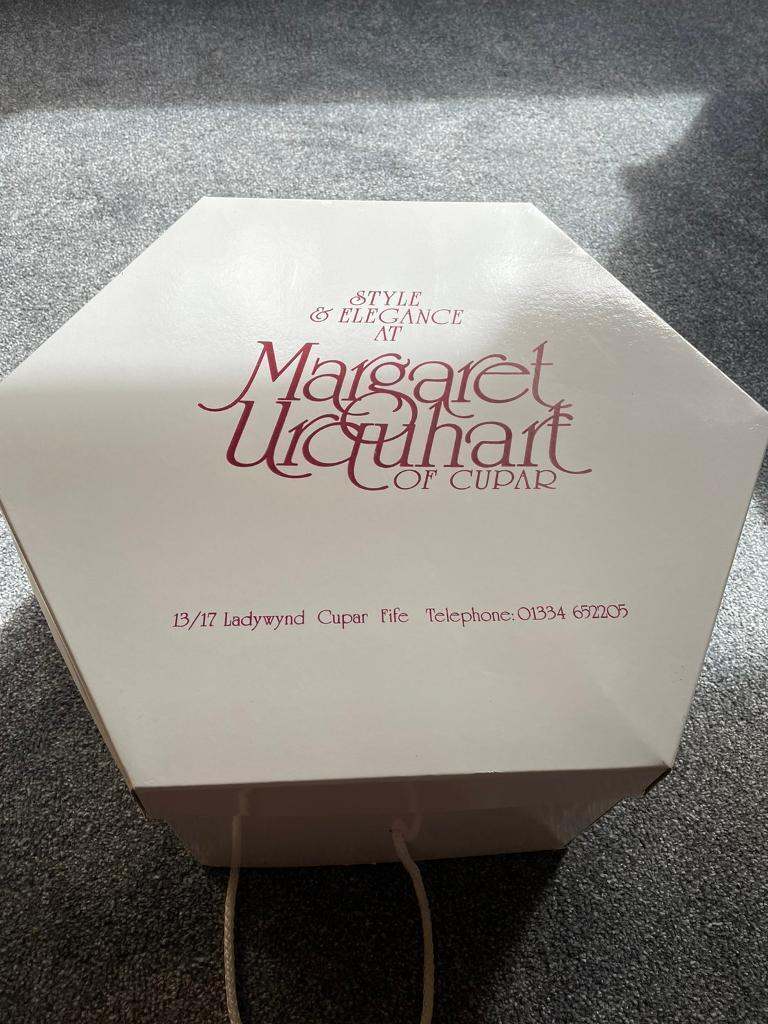 STYLE
& ELEGANCE
AT
Margaret
Urquhart
OF CUPAR
13/17 Ladywynd Cupar Fife Telephone: 01334 652205